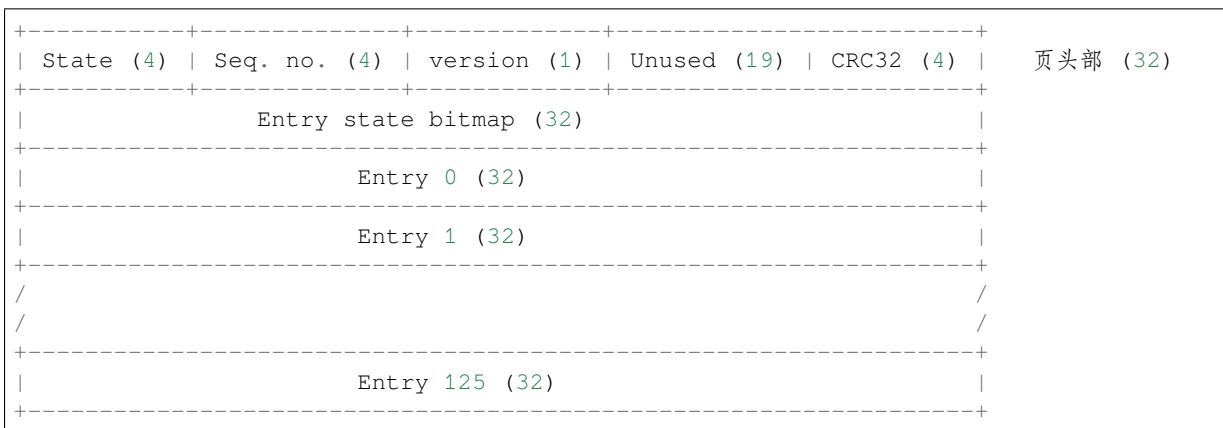 +-----------+--------------+-------------+-------------------------+
| State (4) | Seq. no. (4) | version (1) | Unused (19) | CRC32 (4) | 页头部 (32)
+-----------+--------------+-------------+-------------------------+
| Entry state bitmap (32) |
+------------------------------------------------------------------+
| Entry 0 (32) |
+------------------------------------------------------------------+
| Entry 1 (32) |
+------------------------------------------------------------------+
/ /
/ /
+------------------------------------------------------------------+
| Entry 125 (32) |
+------------------------------------------------------------------+